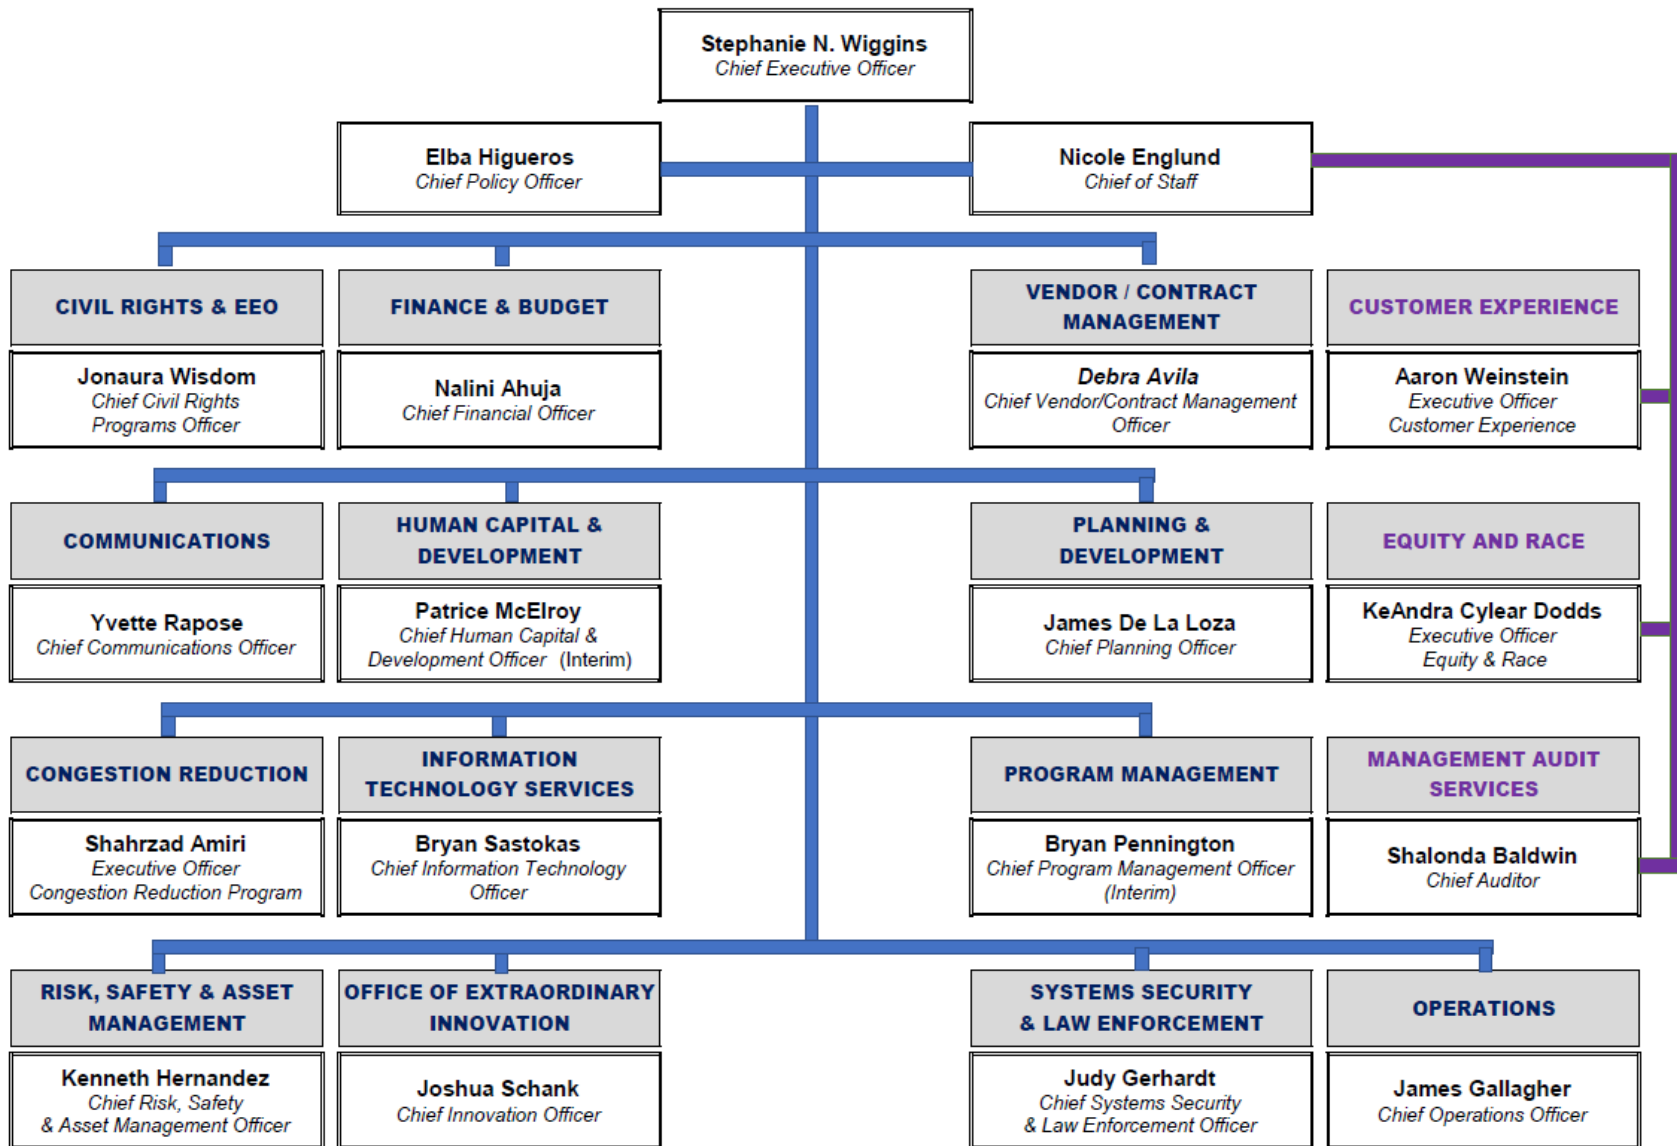 Stephanie N. Wiggins
Chief Executive Officer
Elba Higueros
Chief Policy Officer
Nicole Englund
Chief of Staff
CIVIL RIGHTS & EEO
Jonaura Wisdom
Chief Civil Rights
Programs Officer
FINANCE & BUDGET
Nalini Ahuja
Chief Financial Officer
VENDOR / CONTRACT
MANAGEMENT
Debra Avila
Chief Vendor/Contract Management
Officer
CUSTOMER EXPERIENCE
Aaron Weinstein
Executive Officer
Customer Experience
COMMUNICATIONS
Yvette Rapose
Chief Communications Officer
HUMAN CAPITAL &
DEVELOPMENT
Patrice McElroy
Chief Human Capital &
Development Officer (Interim)
PLANNING &
DEVELOPMENT
James De La Loza
Chief Planning Officer
EQUITY AND RACE
KeAndra Cylear Dodds
Executive Officer
Equity & Race
CONGESTION REDUCTION
Shahrzad Amiri
Executive Officer
Congestion Reduction Program
INFORMATION
TECHNOLOGY SERVICES
Bryan Sastokas
Chief Information Technology
Officer
PROGRAM MANAGEMENT
Bryan Pennington
Chief Program Management Officer
(Interim)
MANAGEMENT AUDIT
SERVICES
Shalonda Baldwin
Chief Auditor
RISK, SAFETY & ASSET
MANAGEMENT
Kenneth Hernandez
Chief Risk, Safety
& Asset Management Officer
OFFICE OF EXTRAORDINARY
INNOVATION
Joshua Schank
Chief Innovation Officer
SYSTEMS SECURITY
& LAW ENFORCEMENT
Judy Gerhardt
Chief Systems Security
& Law Enforcement Officer
OPERATIONS
James Gallagher
Chief Operations Officer